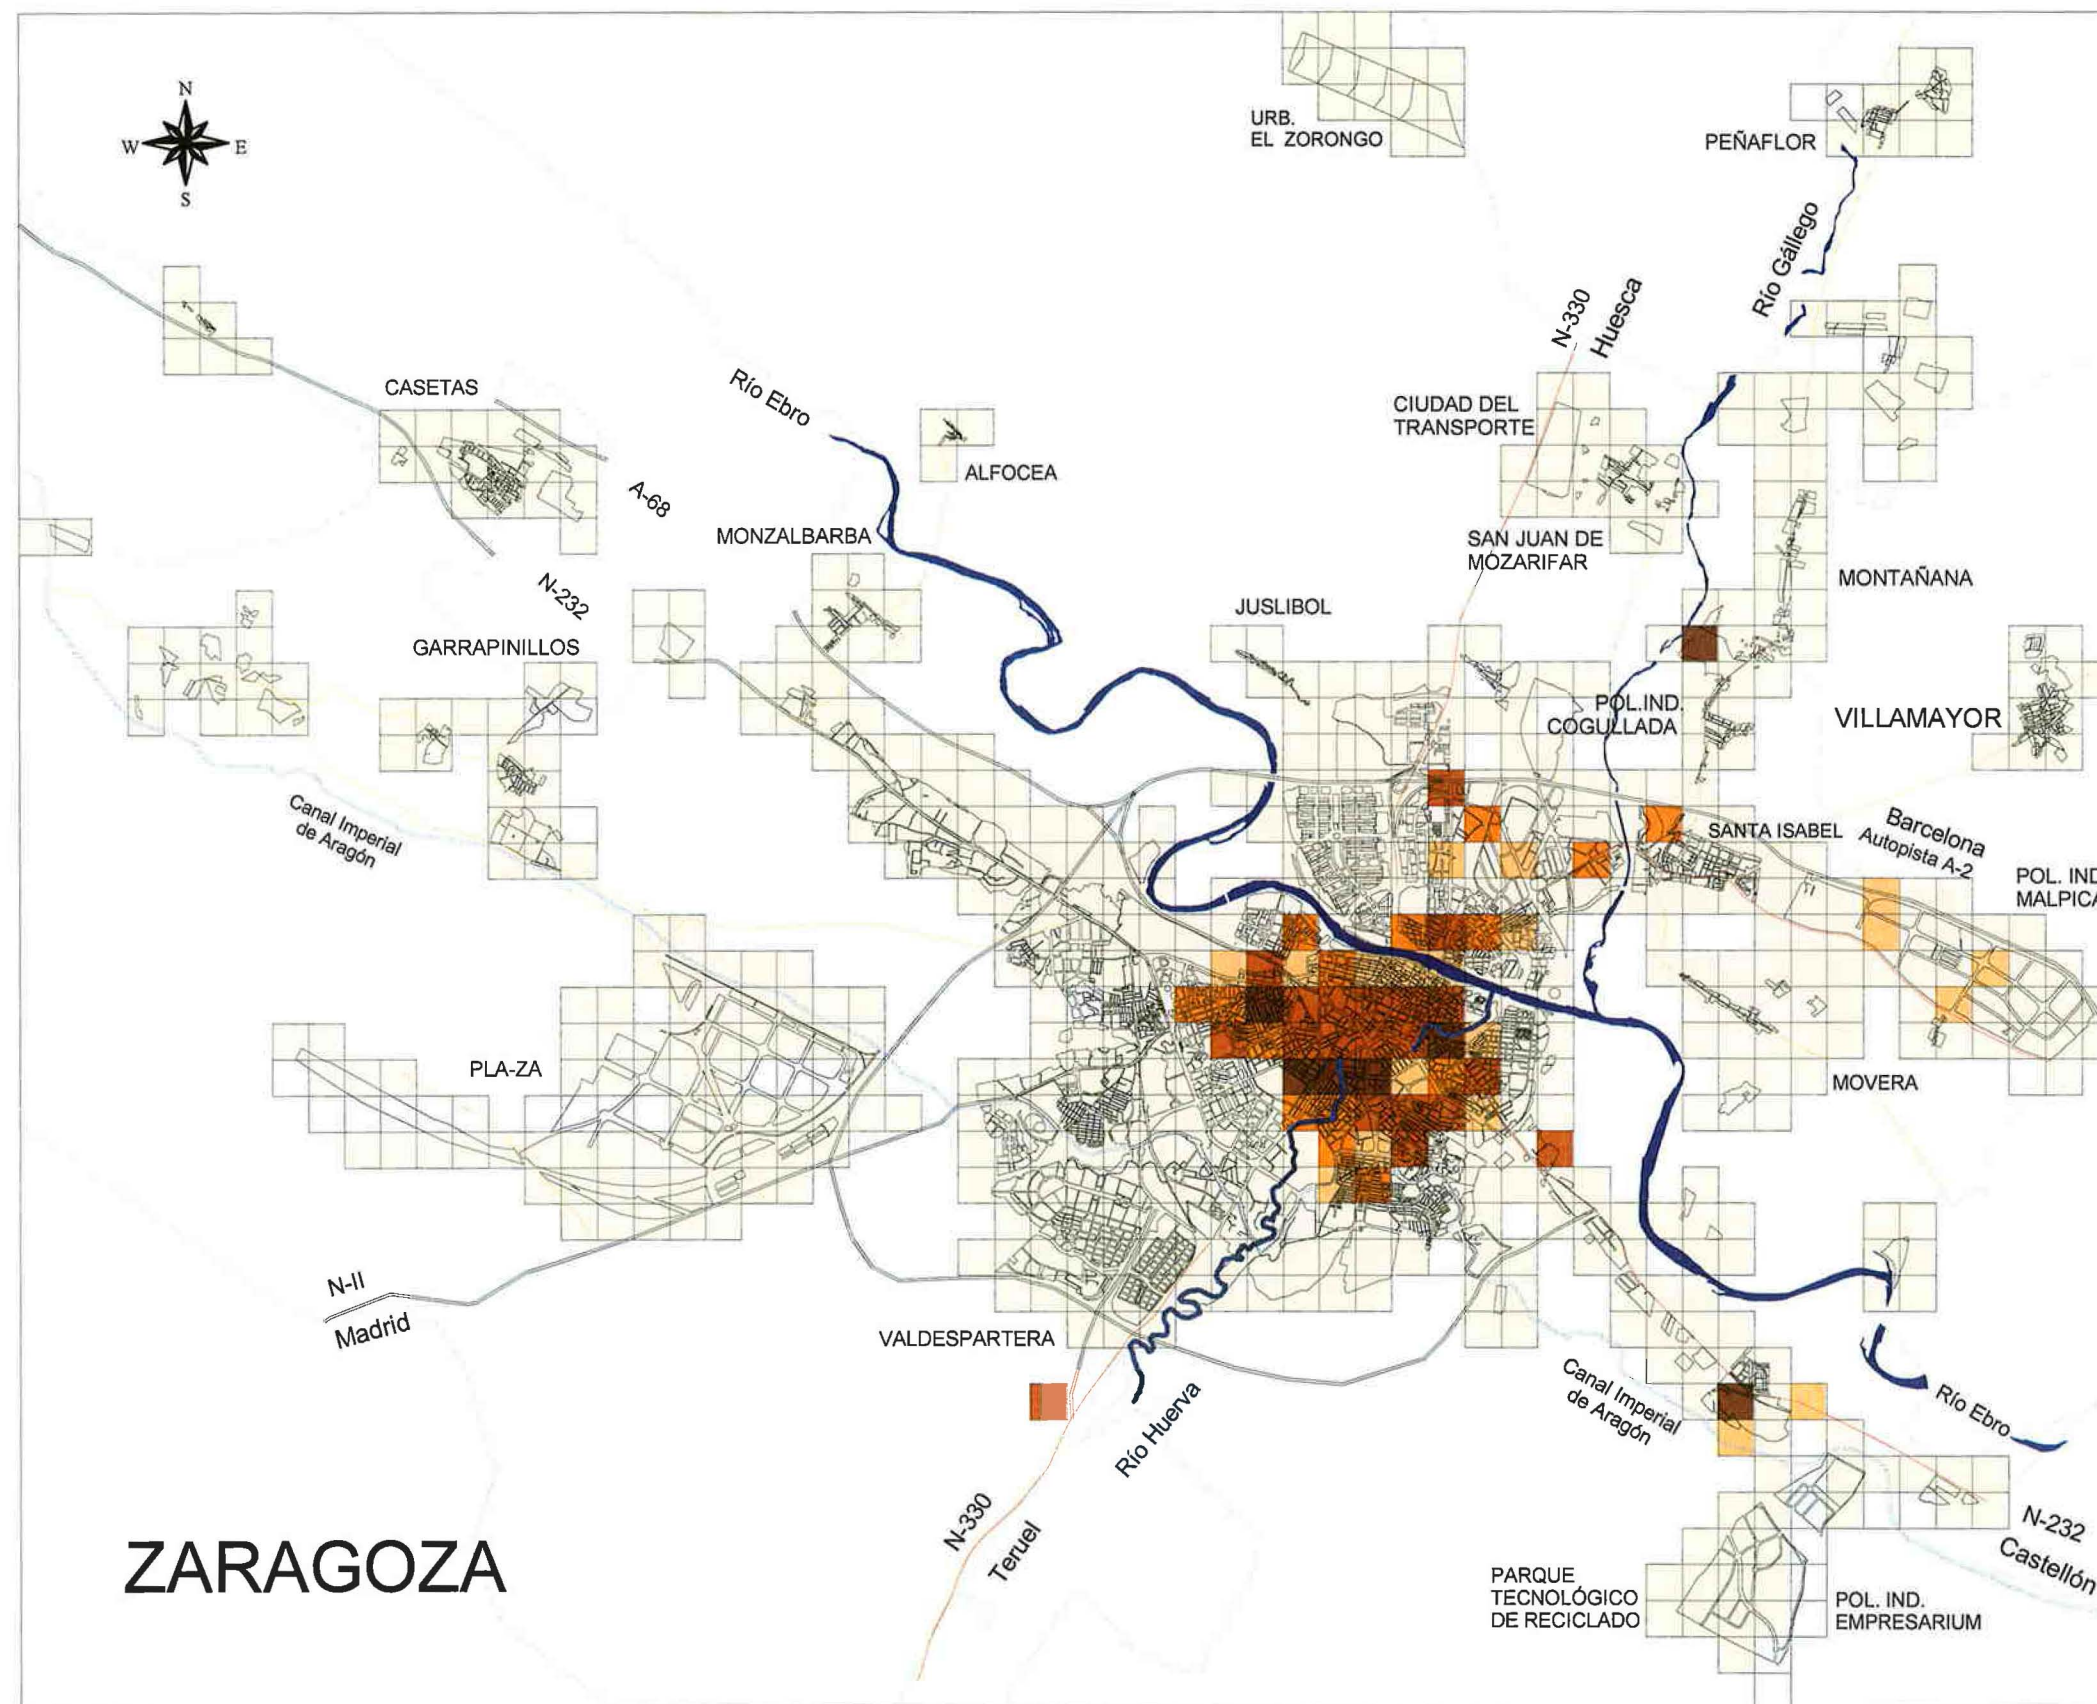 N
W
E
S
URB.
EL ZORONGO
PEÑAFLOR
Río Gállego
N-330
Huesca
CASETAS
Río Ebro
ALFOCEA
CIUDAD DEL
TRANSPORTE
A-68
MONZALBARBA
SAN JUAN DE
MOZARIFAR
MONTAÑANA
N-232
JUSLIBOL
GARRAPINILLOS
POL.IND.
COGULLADA
VILLAMAYOR
Canal Imperial
de Aragón
SANTA ISABEL
Barcelona
Autopista A-2
POL. IND
MALPICA
PLA-ZA
MOVERA
N-II
Madrid
VALDESPARTERA
Río Huerva
Canal Imperial
de Aragón
Río Ebro
N-330
Teruel
N-232
Castellón
ZARAGOZA
PARQUE
TECNOLÓGICO
DE RECICLADO
POL. IND.
EMPRESARIUM